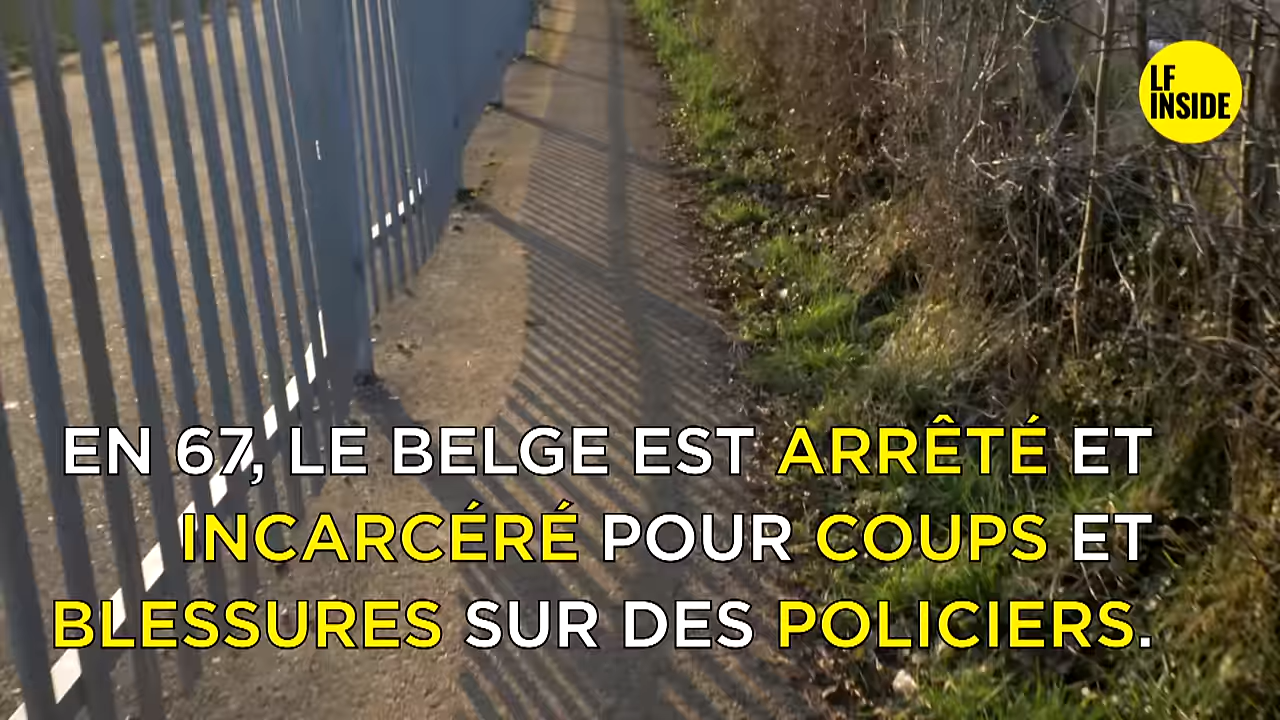 LF
INSIDE
EN 67, LE BELGE EST ARRÊTÉ ET
INCARCÉRÉ POUR COUPS ET
BLESSURES SUR DES POLICIERS.